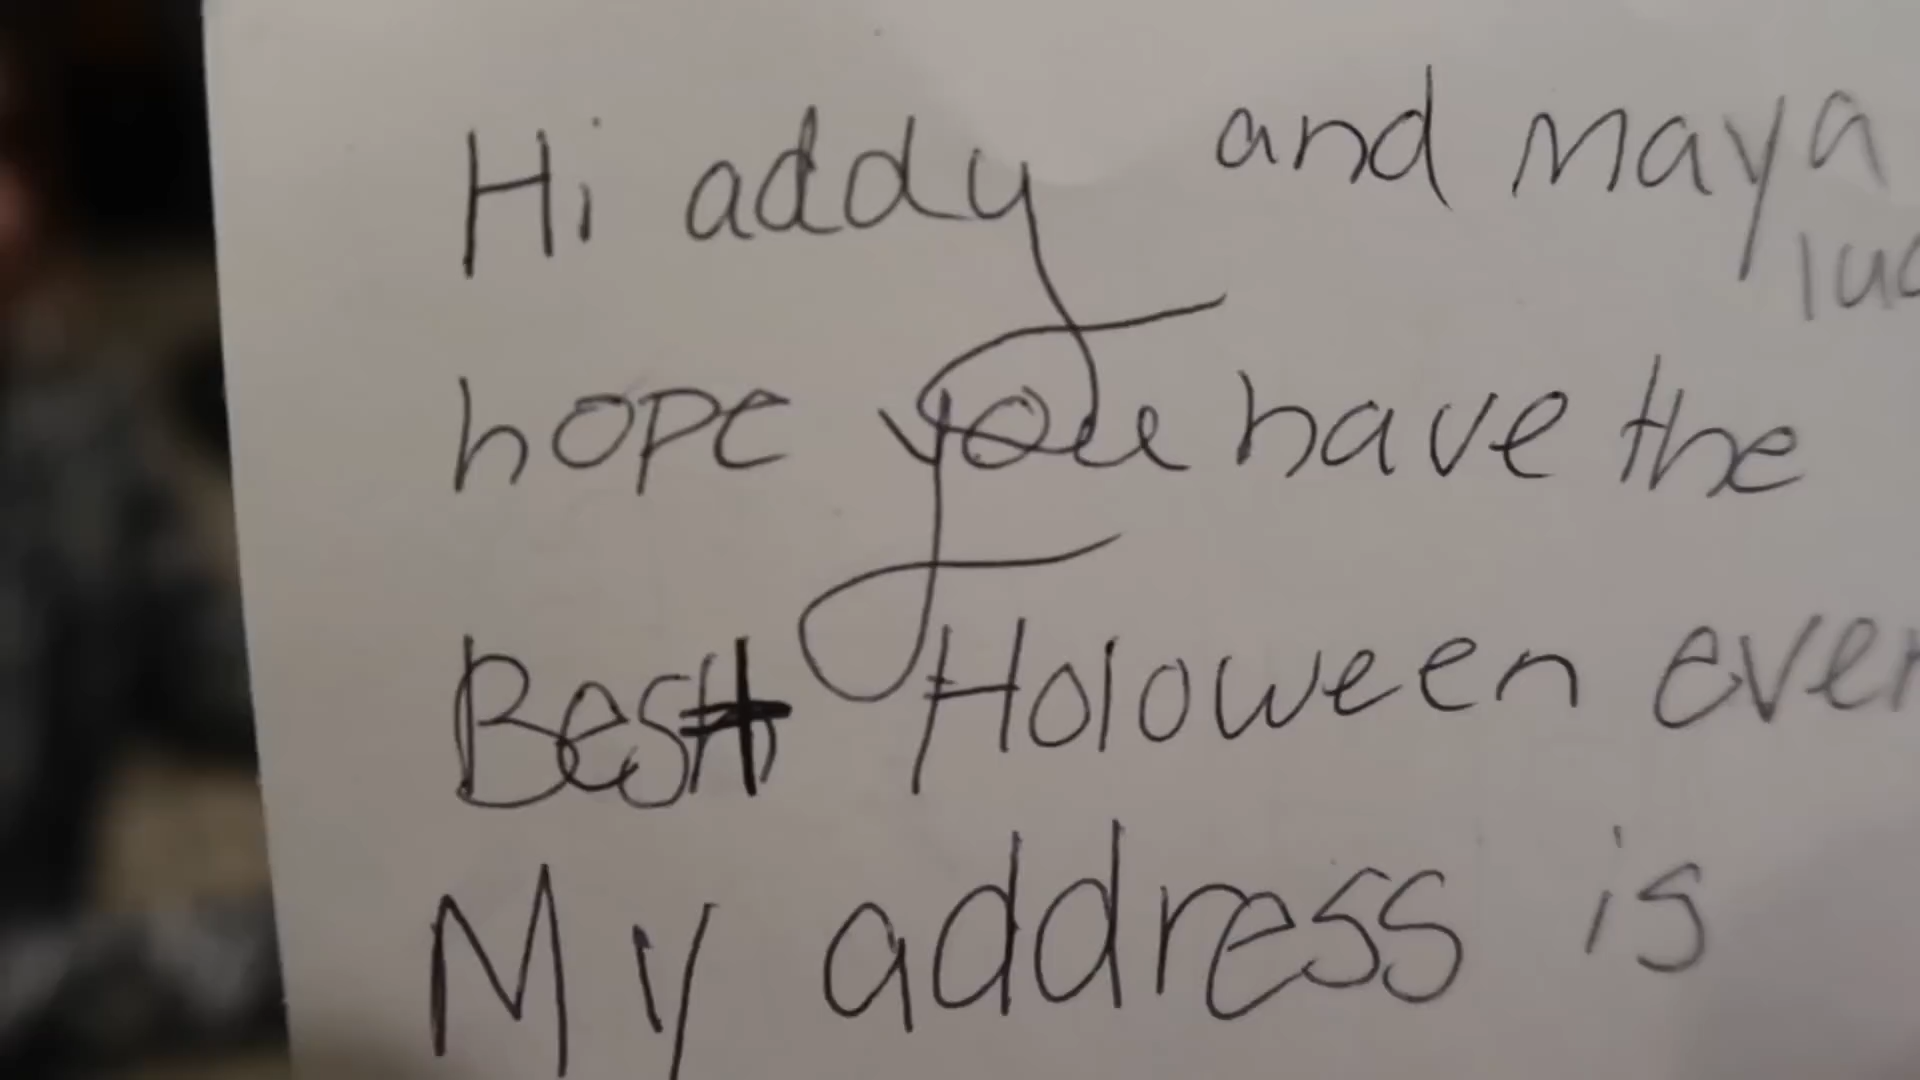 Hi addy and maya
hope you have the
Best Holoween ever
My address is